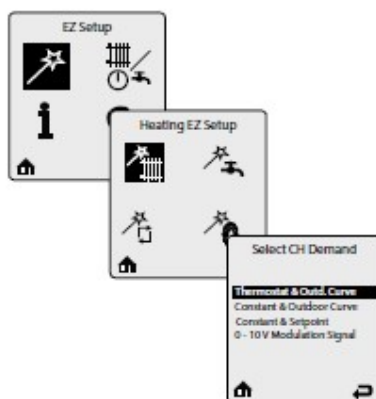 EZ Setup
Heating EZ Setup
Select CH Demand
Thermostat & Outd. Curve
Constant & Outdoor Curve
Constant & Setpoint
0 - 10 V Modulation Signal